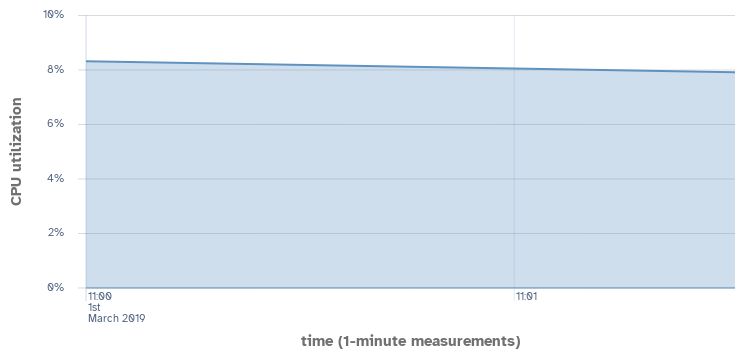 10%
8%
6%
4%
2%
0%
CPU utilization
11:00
1st
March 2019
11:01
time (1-minute measurements)